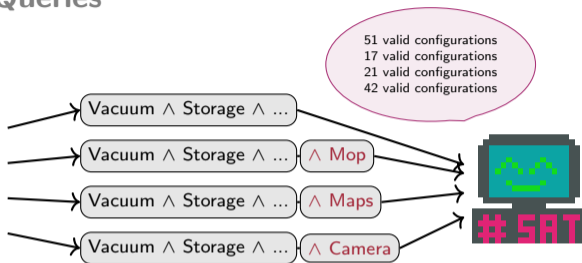 Queries
51 valid configurations
17 valid configurations
21 valid configurations
42 valid configurations
Vacuum ∧ Storage ∧ ...
Vacuum ∧ Storage ∧ ... ∧ Mop
Vacuum ∧ Storage ∧ ... ∧ Maps
Vacuum ∧ Storage ∧ ... ∧ Camera
# SAT